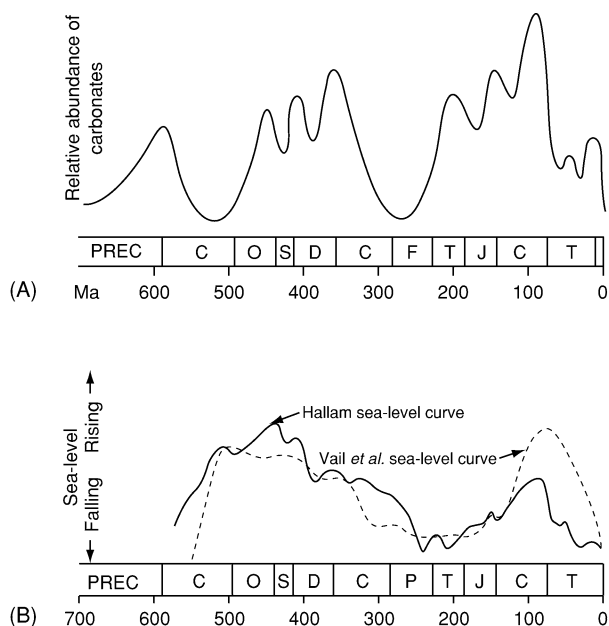 Relative abundance of
carbonates
PREC C O S D C F T J C T
(A) Ma 600 500 400 300 200 100 0
Sea-level
Falling Rising
Hallam sea-level curve
Vail et al. sea-level curve
PREC C O S D C P T J C T
(B) 700 600 500 400 300 200 100 0